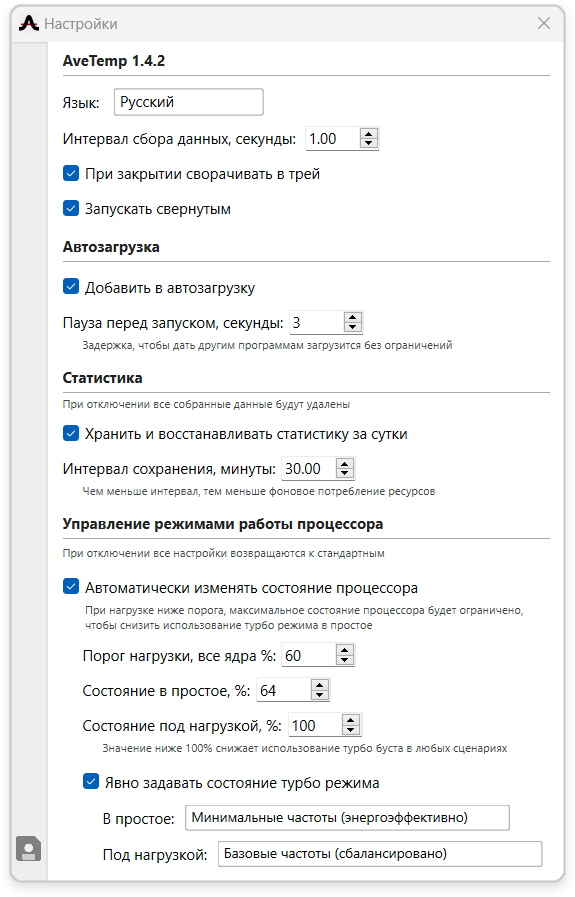 Настройки
AveTemp 1.4.2
Язык: Русский
Интервал сбора данных, секунды: 1.00
При закрытии сворачивать в трей
Запускать свернутым
Автозагрузка
Добавить в автозагрузку
Пауза перед запуском, секунды: 3
Задержка, чтобы дать другим программам загрузится без ограничений
Статистика
При отключении все собранные данные будут удалены
Хранить и восстанавливать статистику за сутки
Интервал сохранения, минуты: 30.00
Чем меньше интервал, тем меньше фоновое потребление ресурсов
Управление режимами работы процессора
При отключении все настройки возвращаются к стандартным
Автоматически изменять состояние процессора
При нагрузке ниже порога, максимальное состояние процессора будет ограничено,
чтобы снизить использование турбо режима в простое
Порог нагрузки, все ядра %: 60
Состояние в простое, %: 64
Состояние под нагрузкой, %: 100
Значение ниже 100% снижает использование турбо буста в любых сценариях
Явно задавать состояние турбо режима
В простое: Минимальные частоты (энергоэффективно)
Под нагрузкой: Базовые частоты (сбалансировано)